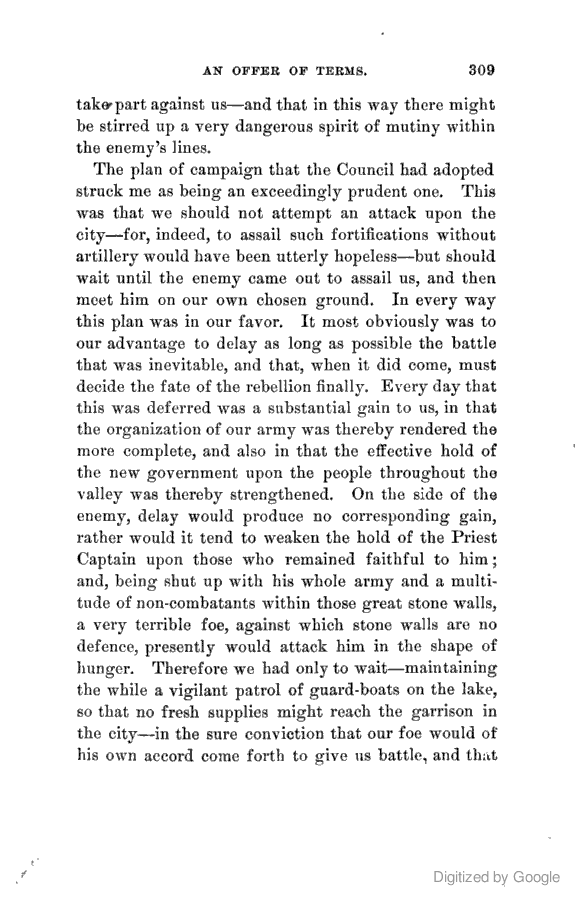 AN OFFER OF TERMS. 309
take part against us—and that in this way there might
be stirred up a very dangerous spirit of mutiny within
the enemy's lines.
The plan of campaign that the Council had adopted
struck me as being an exceedingly prudent one. This
was that we should not attempt an attack upon the
city—for, indeed, to assail such fortifications without
artillery would have been utterly hopeless—but should
wait until the enemy came out to assail us, and then
meet him on our own chosen ground. In every way
this plan was in our favor. It most obviously was to
our advantage to delay as long as possible the battle
that was inevitable, and that, when it did come, must
decide the fate of the rebellion finally. Every day that
this was deferred was a substantial gain to us, in that
the organization of our army was thereby rendered the
more complete, and also in that the effective hold of
the new government upon the people throughout the
valley was thereby strengthened. On the side of the
enemy, delay would produce no corresponding gain,
rather would it tend to weaken the hold of the Priest
Captain upon those who remained faithful to him;
and, being shut up with his whole army and a multi-
tude of non-combatants within those great stone walls,
a very terrible foe, against which stone walls are no
defence, presently would attack him in the shape of
hunger. Therefore we had only to wait—maintaining
the while a vigilant patrol of guard-boats on the lake,
so that no fresh supplies might reach the garrison in
the city—in the sure conviction that our foe would of
his own accord come forth to give us battle, and that
Digitized by Google